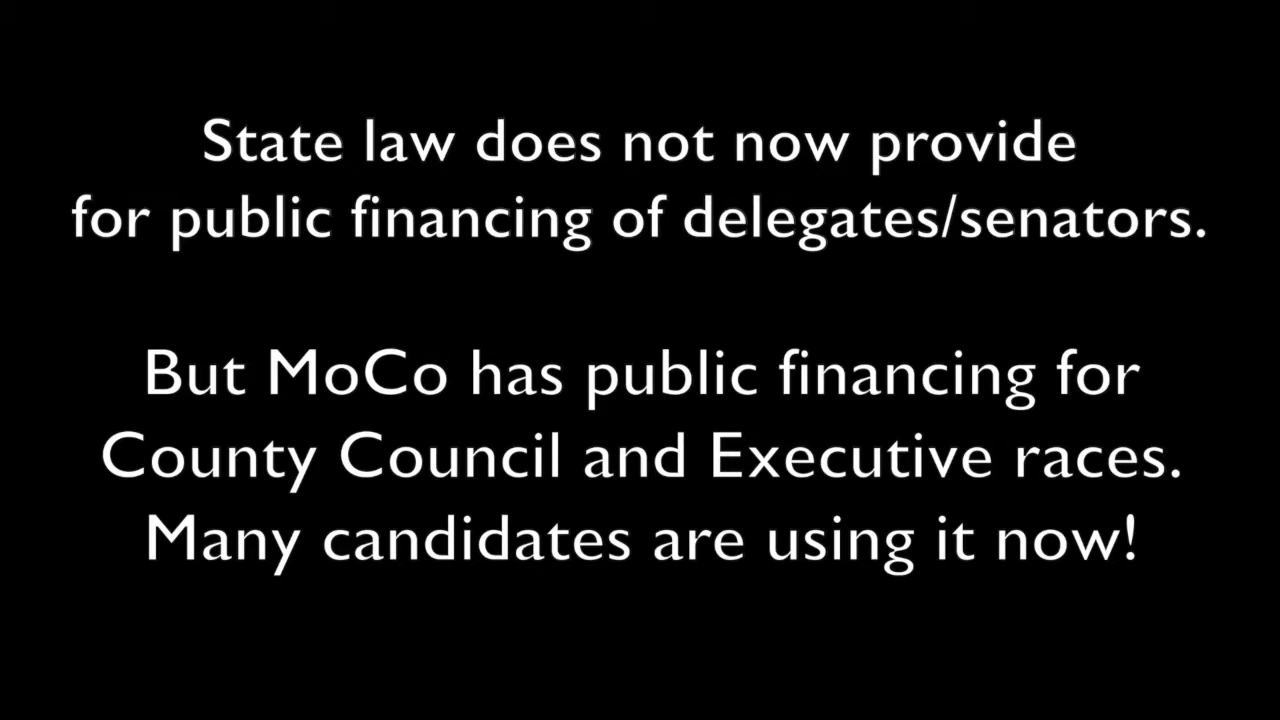 State law does not now provide
for public financing of delegates/senators.
But MoCo has public financing for
County Council and Executive races.
Many candidates are using it now!